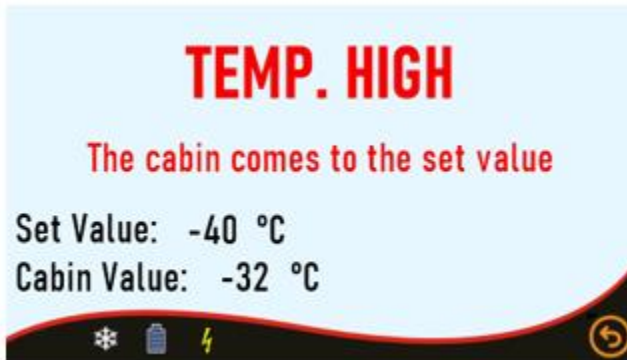 TEMP. HIGH
The cabin comes to the set value
Set Value: -40 °C
Cabin Value: -32 °C